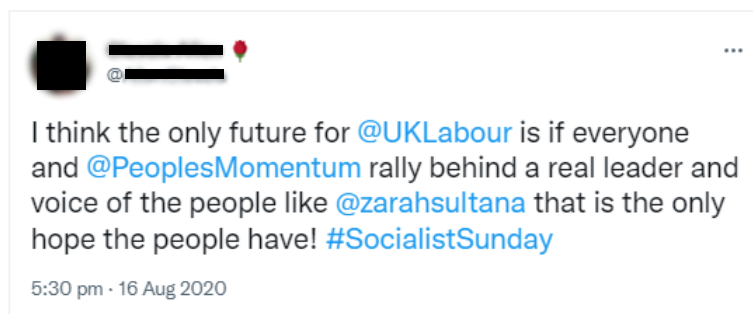 @
I think the only future for @UKLabour is if everyone
and @PeoplesMomentum rally behind a real leader and
voice of the people like @zarahsultana that is the only
hope the people have! #SocialistSunday
5:30 pm · 16 Aug 2020